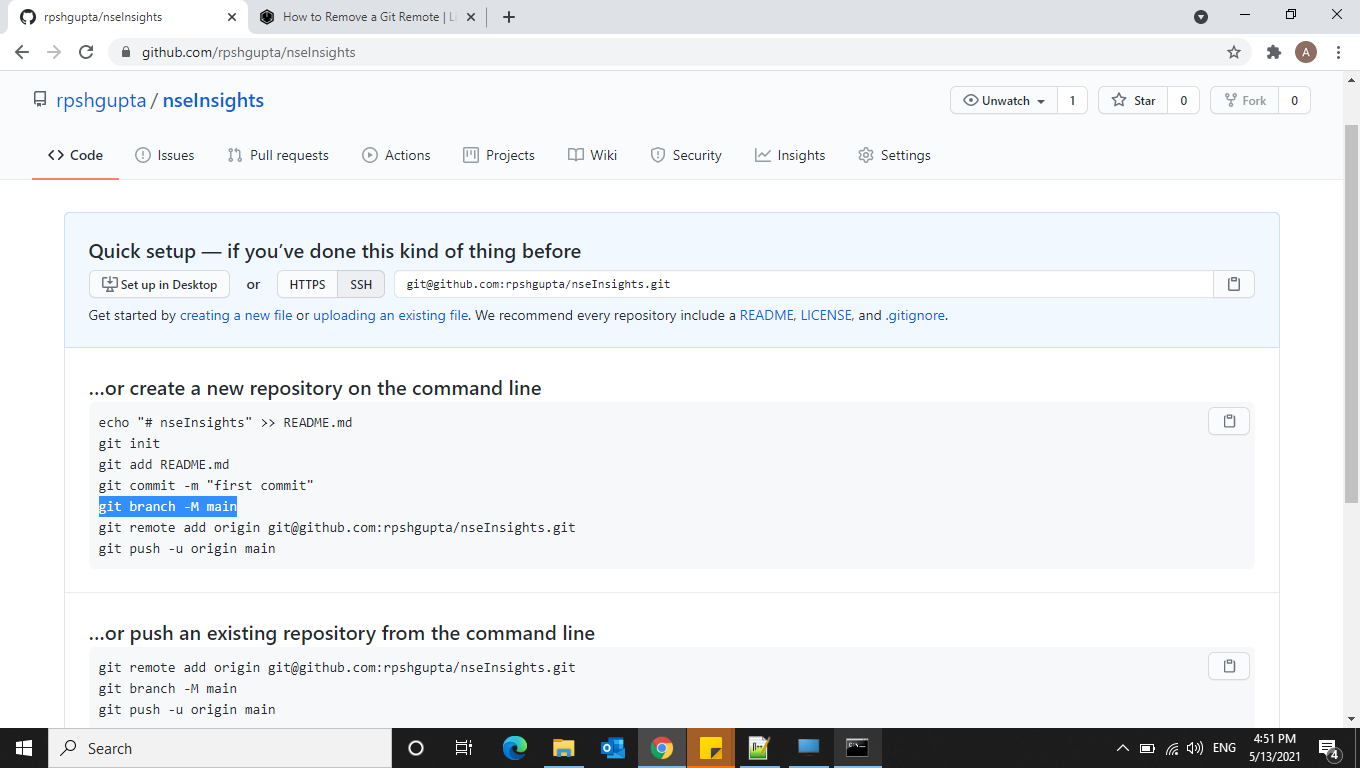 rpshgupta/nseInsights
How to Remove a Git Remote | Li
github.com/rpshgupta/nseInsights
A
rpshgupta / nseInsights
Unwatch 1 Star 0 Fork 0
Code Issues Pull requests Actions Projects Wiki Security Insights Settings
Quick setup — if you’ve done this kind of thing before
Set up in Desktop or HTTPS SSH git@github.com:rpshgupta/nseInsights.git
Get started by creating a new file or uploading an existing file. We recommend every repository include a README, LICENSE, and .gitignore.
…or create a new repository on the command line
echo "# nseInsights" >> README.md
git init
git add README.md
git commit -m "first commit"
git branch -M main
git remote add origin git@github.com:rpshgupta/nseInsights.git
git push -u origin main
…or push an existing repository from the command line
git remote add origin git@github.com:rpshgupta/nseInsights.git
git branch -M main
git push -u origin main
Search
ENG
4:51 PM
5/13/2021
4